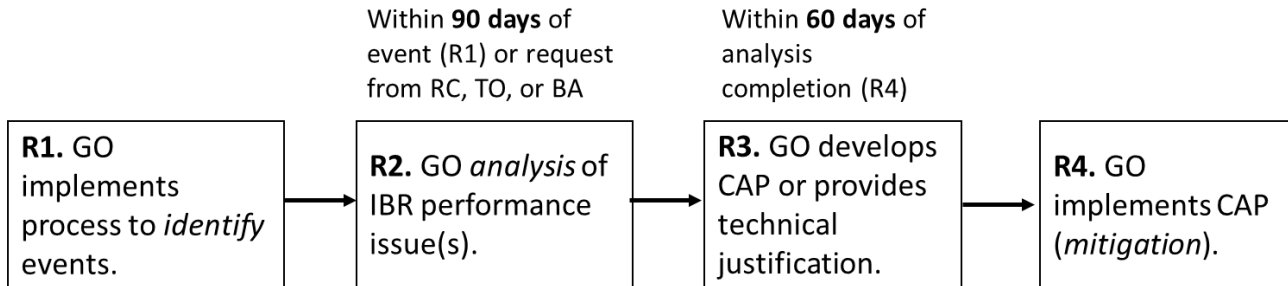 Within 90 days of
event (R1) or request
from RC, TO, or BA
Within 60 days of
analysis
completion (R4)
R1. GO
implements
process to identify
events.
R2. GO analysis of
IBR performance
issue(s).
R3. GO develops
CAP or provides
technical
justification.
R4. GO
implements CAP
(mitigation).